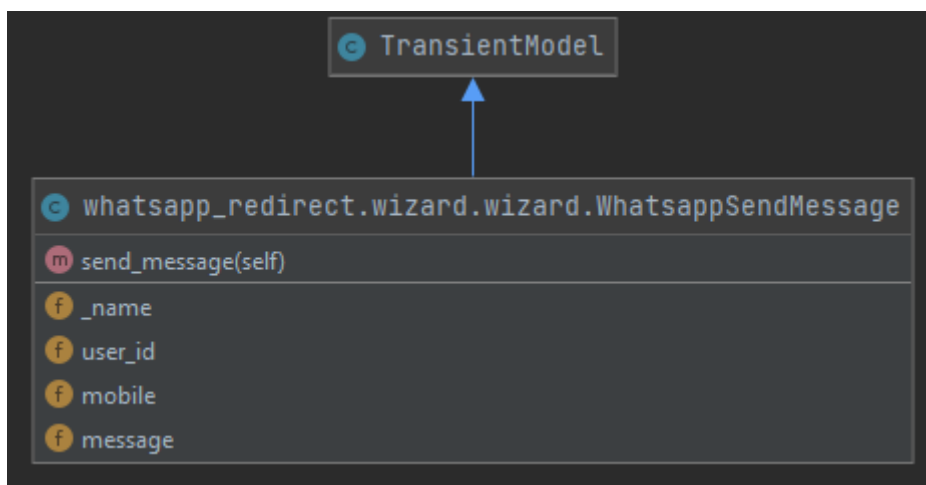 C TransientModel
C whatsapp_redirect.wizard.wizard.WhatsappSendMessage
m send_message(self)
f _name
f user_id
f mobile
f message